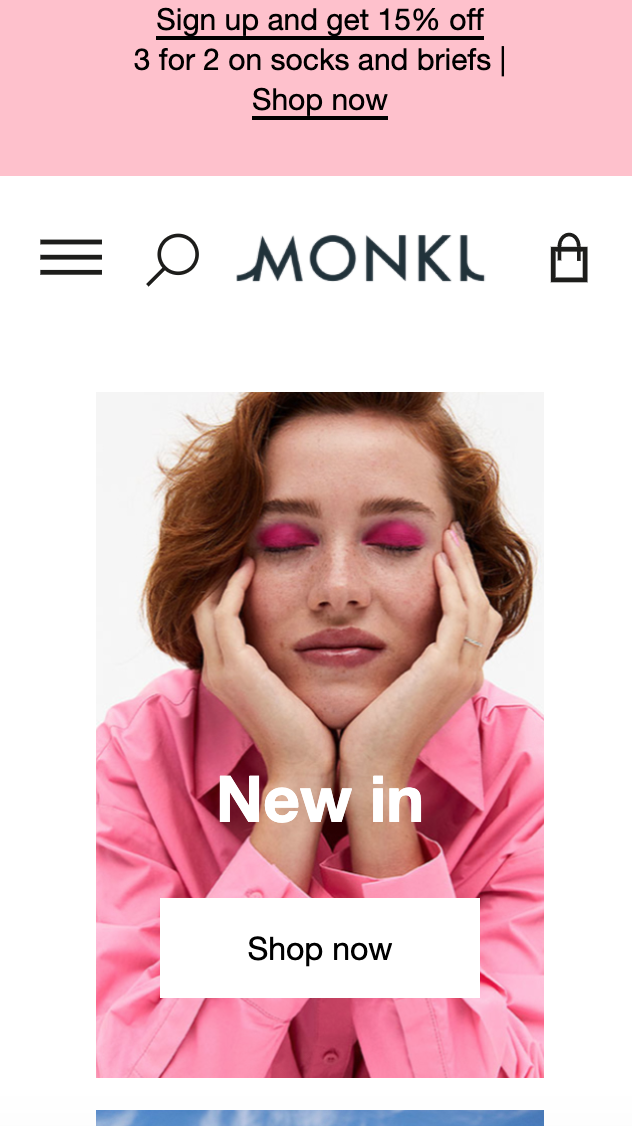 Sign up and get 15% off
3 for 2 on socks and briefs |
Shop now
MONKI
New in
Shop now